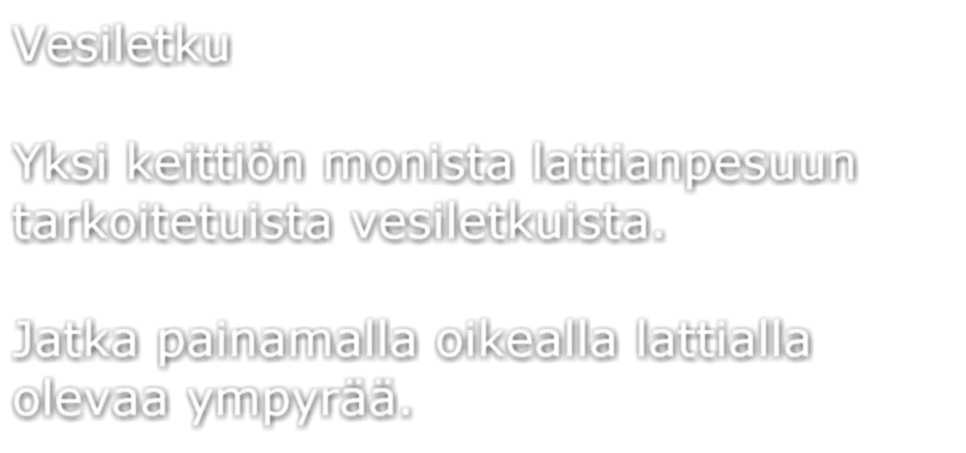 Vesiletku
Yksi keittiön monista lattianpesuun
tarkoitetuista vesiletkuista.
Jatka painamalla oikealla lattialla
olevaa ympyrää.